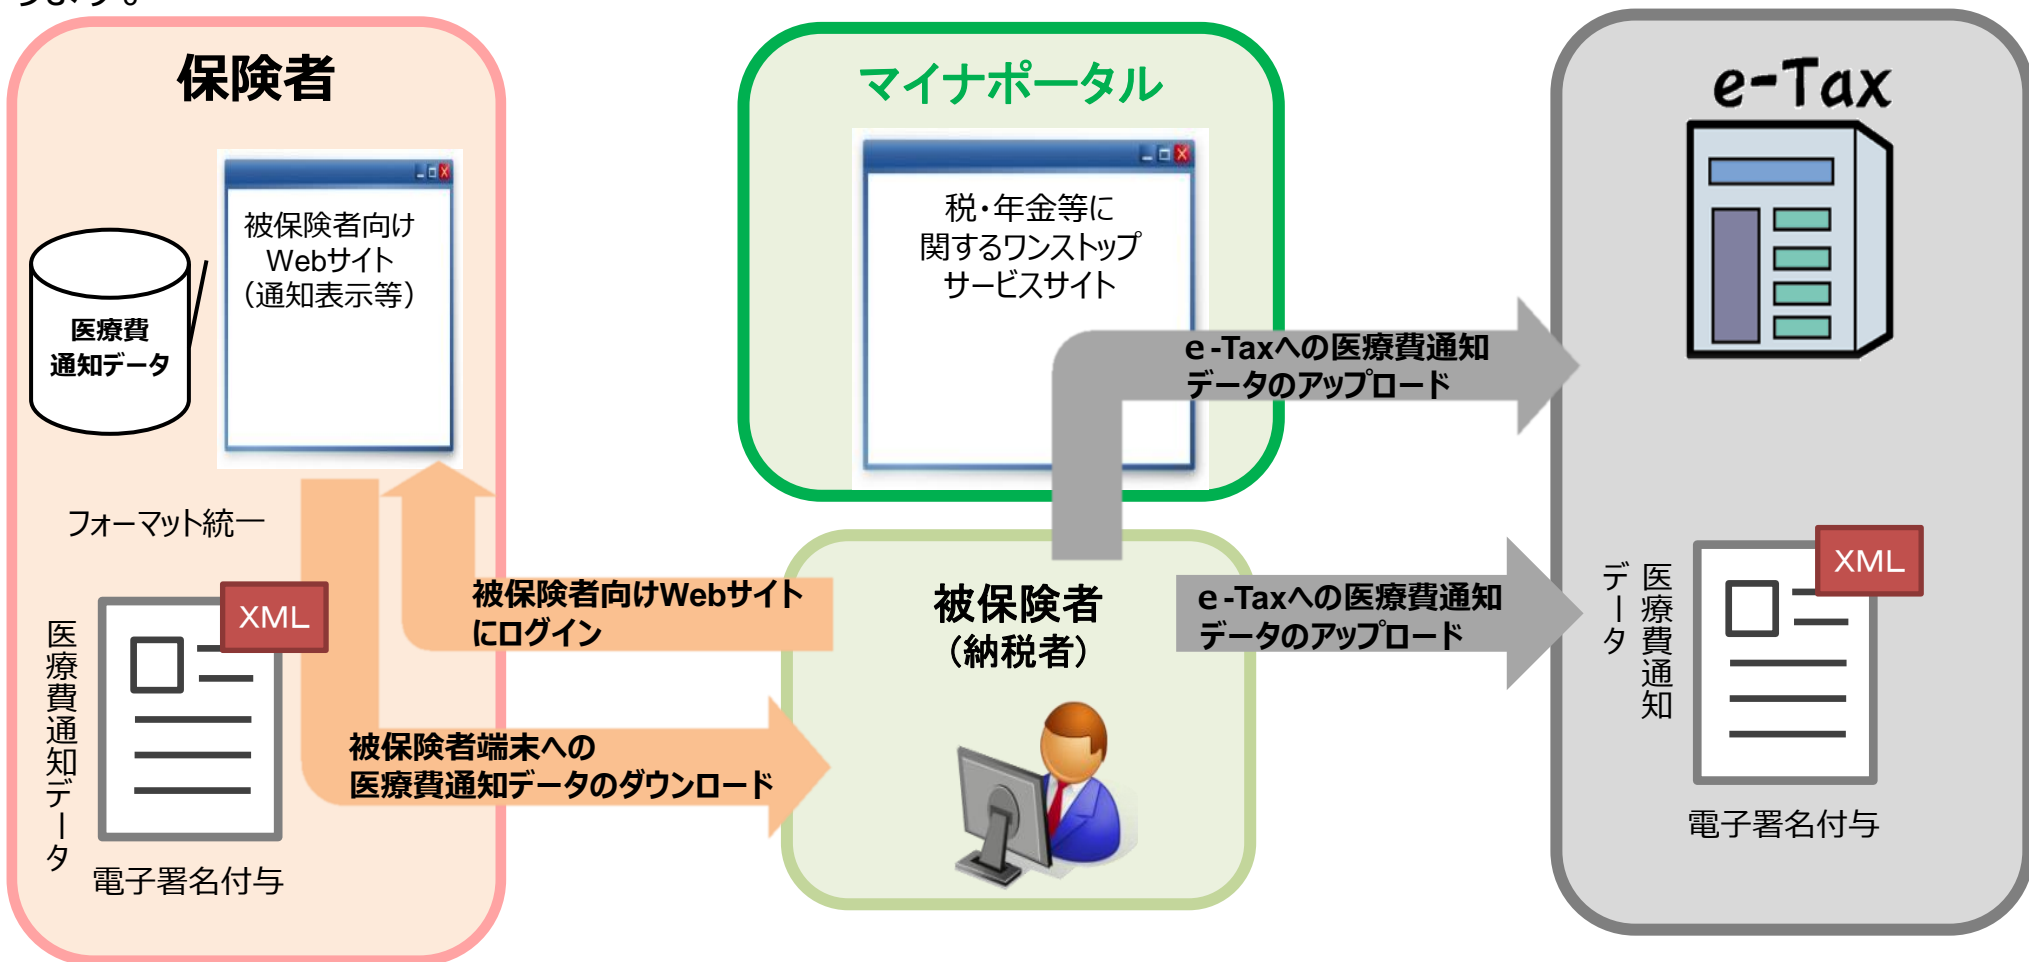 保険者
被保険者向け
Webサイト
（通知表示等）
医療費
通知データ
フォーマット統一
XML
医療費通知データ
電子署名付与
マイナポータル
税・年金等に
関するワンストップ
サービスサイト
e-Taxへの医療費通知
データのアップロード
被保険者向けWebサイト
にログイン
被保険者端末への
医療費通知データのダウンロード
被保険者
（納税者）
e-Taxへの医療費通知
データのアップロード
e-Tax
XML
医療費通知
データ
電子署名付与